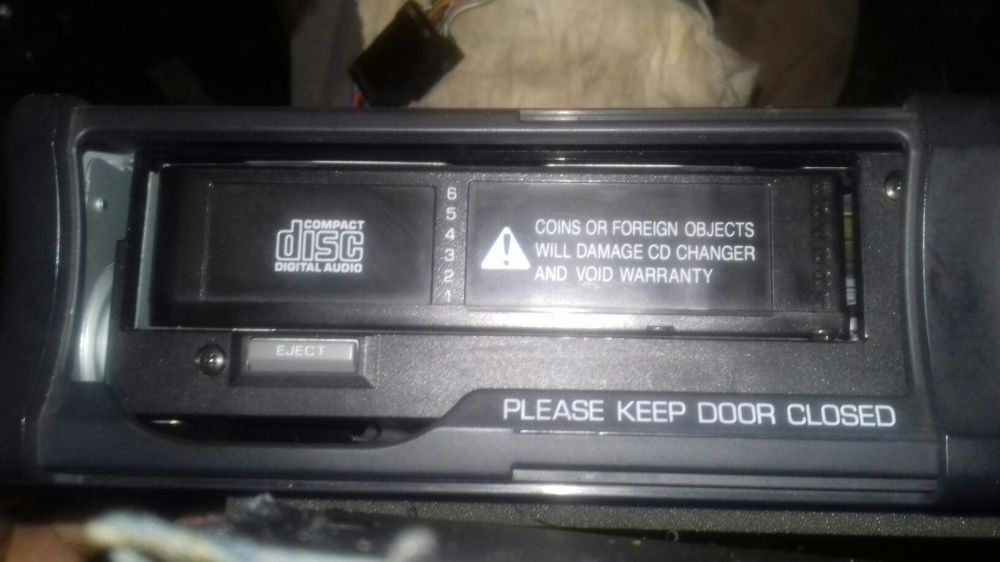 COMPACT
disc
DIGITAL AUDIO
6
5
4
3
2
1
COINS OR FOREIGN OBJECTS
WILL DAMAGE CD CHANGER
AND VOID WARRANTY
EJECT
PLEASE KEEP DOOR CLOSED